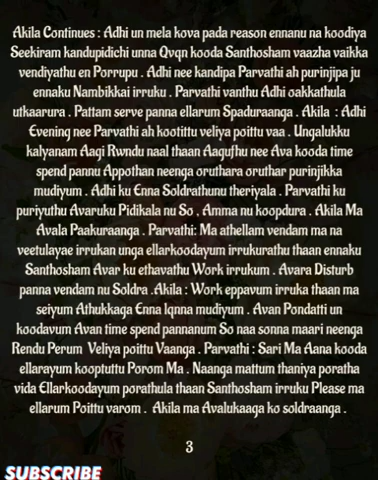 Akila Continues : Adhi un mela kova pada reason ennanu na koodiya
Seekiram kandupidichi unna Qvqn kooda Santhosham vaazha vaikka
vendiyathu en Porrupu . Adhi nee kandipa Parvathi ah purinjipa ju
ennaku Nambikkai irruku . Parvathi vanthu Adhi oakkathula
utkaarura . Pattam serve panna ellarum Spaduraanga . Akila : Adhi
Evening nee Parvathi ah kootittu veliya poittu vaa . Ungalukku
kalyanam Aagi Rwndu naal thaan Aagufhu nee Ava kooda time
spend pannu Appothan neenga oruthara oruthar purinjikka
mudiyum . Adhi ku Enna Soldrathunu theriyala . Parvathi ku
puriyuthu Avaruku Pidikala nu So , Amma nu koopdura . Akila Ma
Avala Paakuraanga . Parvathi: Ma athellam vendam ma na
veetulayae irrukan unga ellarkoodayum irrukurathu thaan ennaku
Santhosham Avar ku ethavathu Work irrukum . Avara Disturb
panna vendam nu Soldra .Akila : Work eppavum irruka thaan ma
seiyum Athukkaga Enna Iqnna mudiyum . Avan Pondatti un
koodavum Avan time spend pannanum So naa sonna maari neenga
Rendu Perum Veliya poittu Vaanga . Parvathi : Sari Ma Aana kooda
ellarayum kooptuttu Porom Ma . Naanga mattum thaniya poratha
vida Ellarkoodayum porathula thaan Santhosham irruku Please ma
ellarum Poittu varom . Akila ma Avalukaaga ko soldraanga .
3
SUBSCRIBE